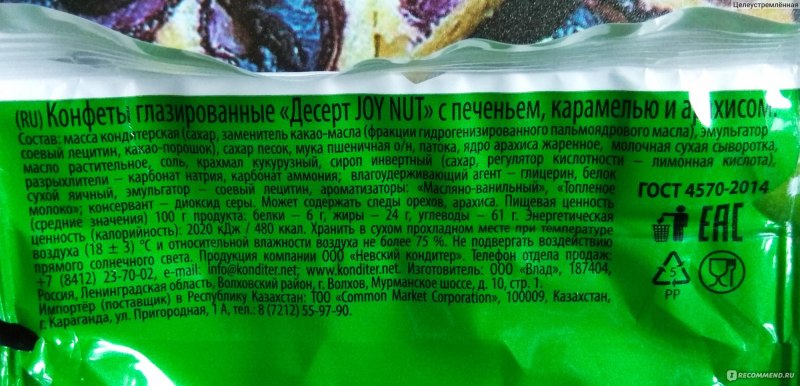 Целеустремлённая
(RU) Конфеты глазированные «Десерт JOY NUT» с печеньем, карамелью и арахисом.
Состав: масса кондитерская (сахар, заменитель какао-масла (фракции гидрогенизированного пальмоядрового масла), эмульгатор
соевый лецитин, какао-порошок), сахар песок, мука пшеничная о/н, патока, ядро арахиса жаренное, молочная сухая сыворотка,
масло растительное, соль, крахмал кукурузный, сироп инвертный (сахар, регулятор кислотности – лимонная кислота),
разрыхлители – карбонат натрия, карбонат аммония; влагоудерживающий агент – глицерин, белок
сухой яичный, эмульгатор – соевый лецитин, ароматизаторы: «Масляно-ванильный», «Топленое
молоко»; консервант – диоксид серы. Может содержать следы орехов, арахиса. Пищевая ценность
(средние значения) 100 г продукта: белки – 6 г, жиры – 24 г, углеводы – 61 г. Энергетическая
ценность (калорийность): 2020 кДж / 480 ккал. Хранить в сухом прохладном месте при температуре
воздуха (18 ± 3) °С и относительной влажности воздуха не более 75 %. Не подвергать воздействию
прямого солнечного света. Продукция компании ООО «Невский кондитер». Телефон отдела продаж:
+7 (8412) 23-70-02, e-mail: info@konditer.net; www.konditer.net. Изготовитель: ООО «Влад», 187404,
Россия, Ленинградская область, Волховский район, г. Волхов, Мурманское шоссе, д. 10, стр. 1.
Импортёр (поставщик) в Республику Казахстан: ТОО «Common Market Corporation», 100009, Казахстан,
г. Караганда, ул. Пригородная, 1 А, тел.: 8 (7212) 55-97-90.
ГОСТ 4570-2014
EAC
5
PP
IRECOMMEND.RU